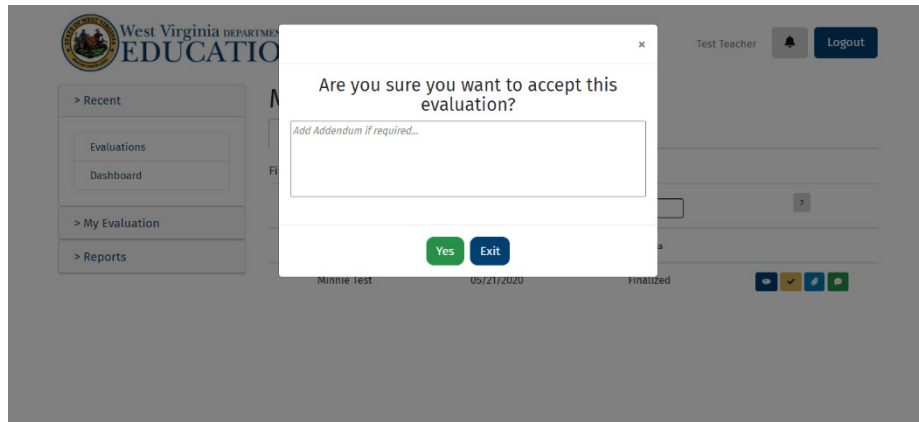 West Virginia DEPARTMEN
EDUCATIO
×
Test Teacher
Logout
Are you sure you want to accept this
evaluation?
> Recent
M
Add Addendum if required...
Evaluations
Dashboard
Fi
> My Evaluation
?
> Reports
Yes
Exit
s
Minnie Test 05/21/2020 Finalized